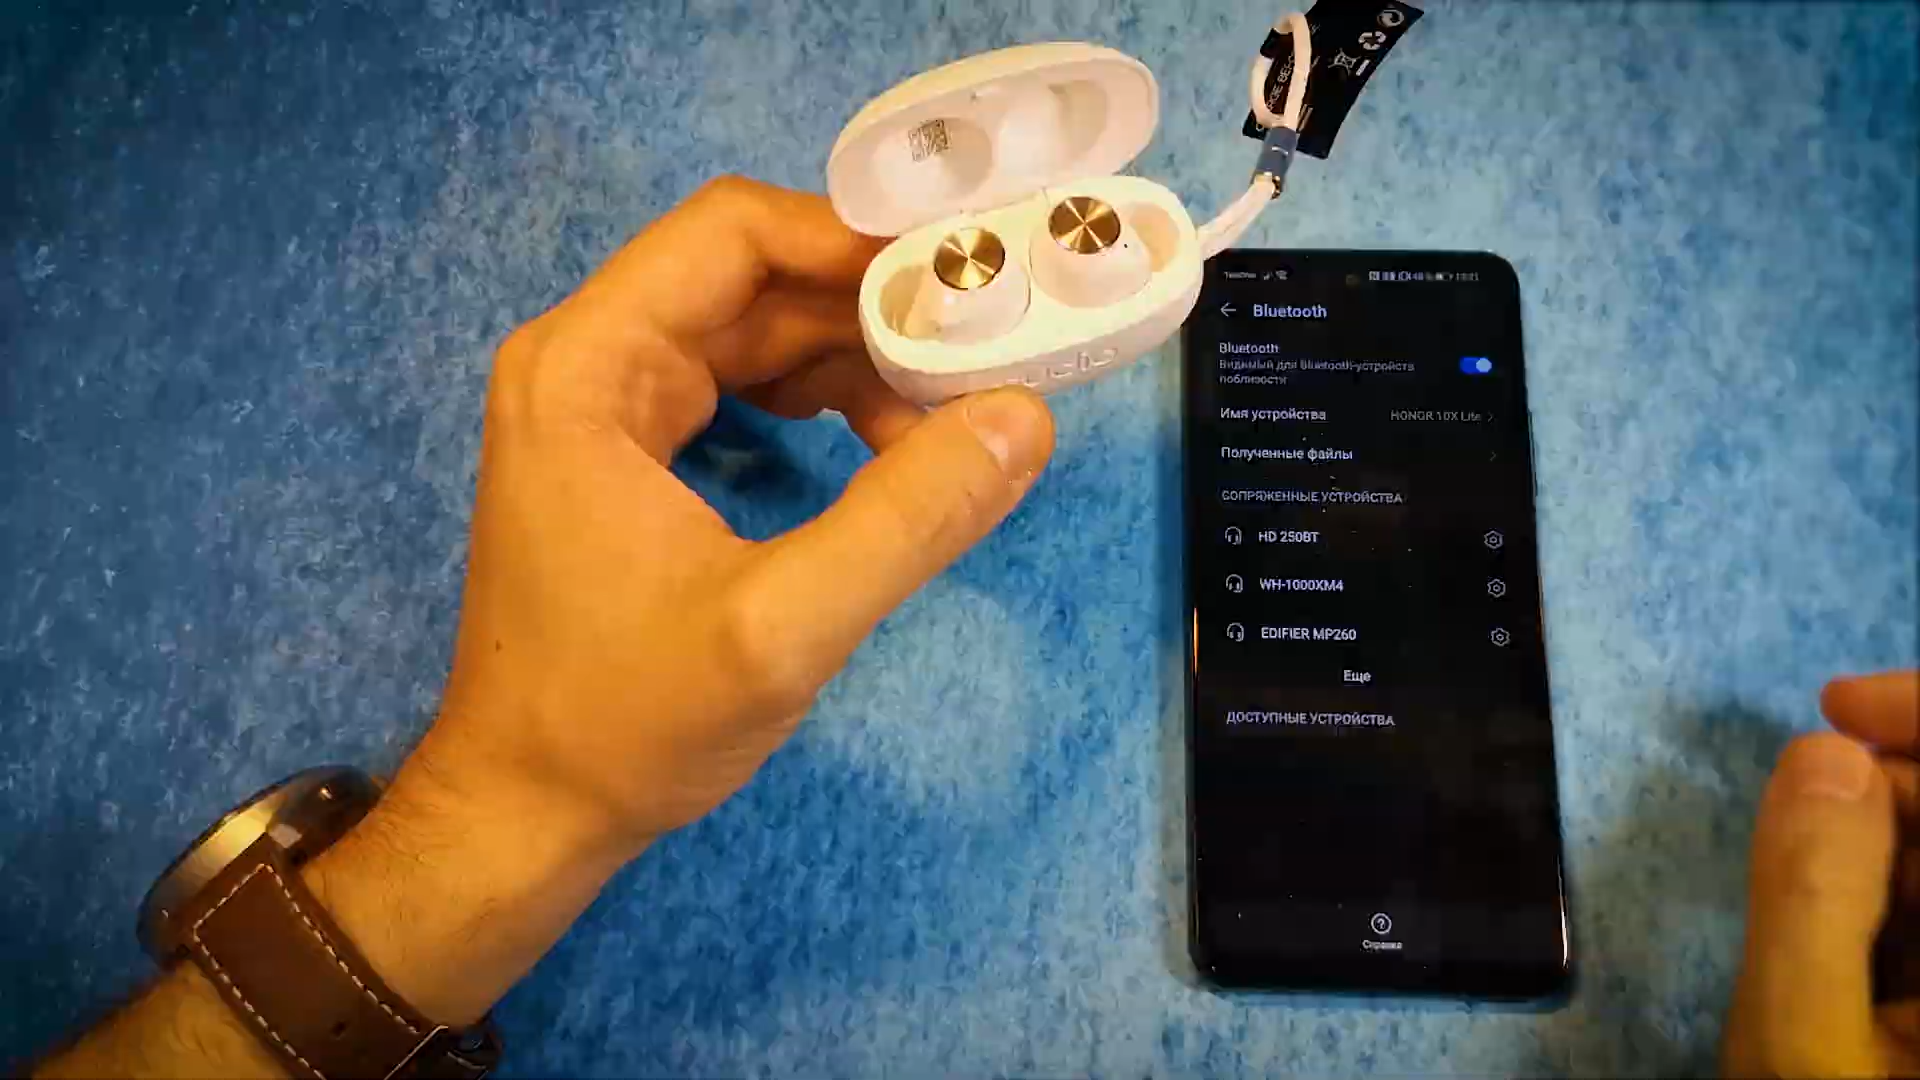 Bluetooth
Bluetooth
Видимый для Bluetooth-устройств
поблизости
Имя устройства
HONOR 10X Lite
Полученные файлы
СОПРЯЖЕННЫЕ УСТРОЙСТВА
HD 250BT
WH-1000XM4
EDIFIER MP260
Еще
ДОСТУПНЫЕ УСТРОЙСТВА
Справка